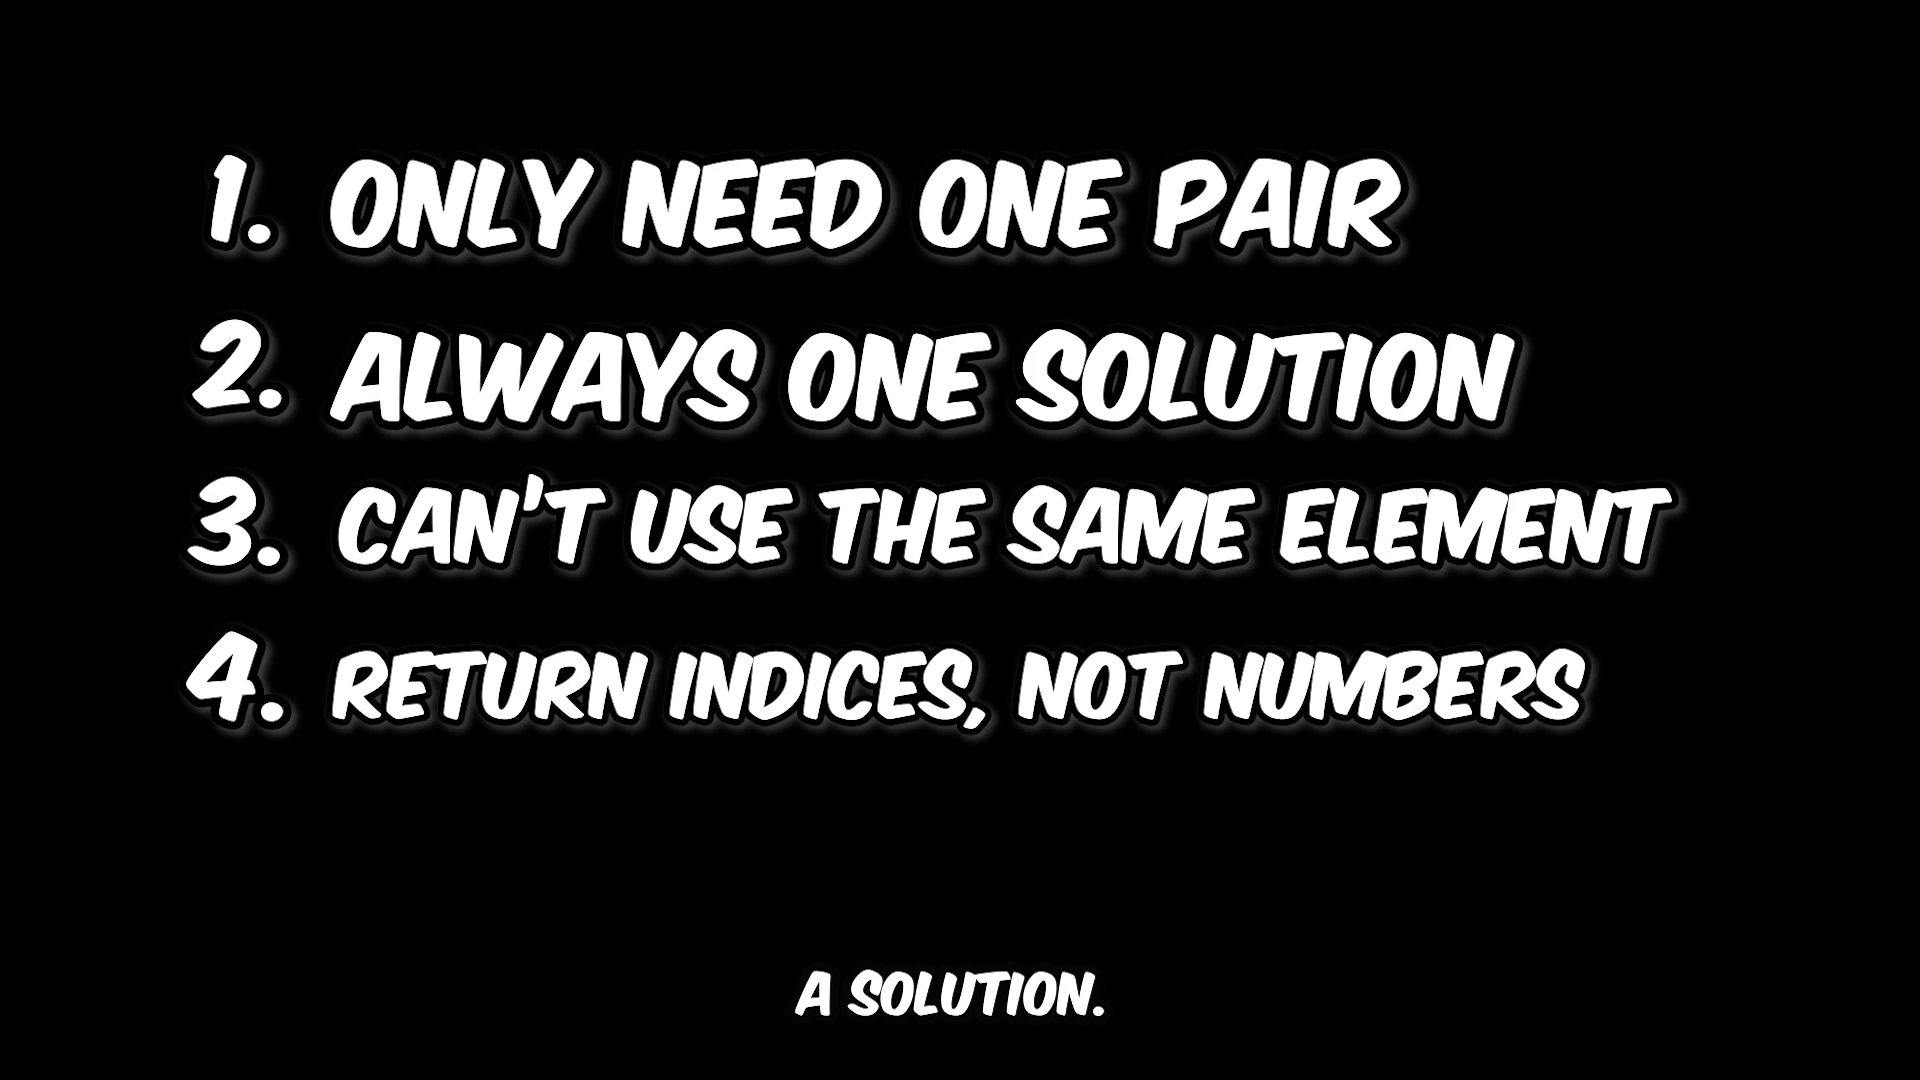 1. ONLY NEED ONE PAIR
2. ALWAYS ONE SOLUTION
3. CAN'T USE THE SAME ELEMENT
4. RETURN INDICES, NOT NUMBERS
A SOLUTION.